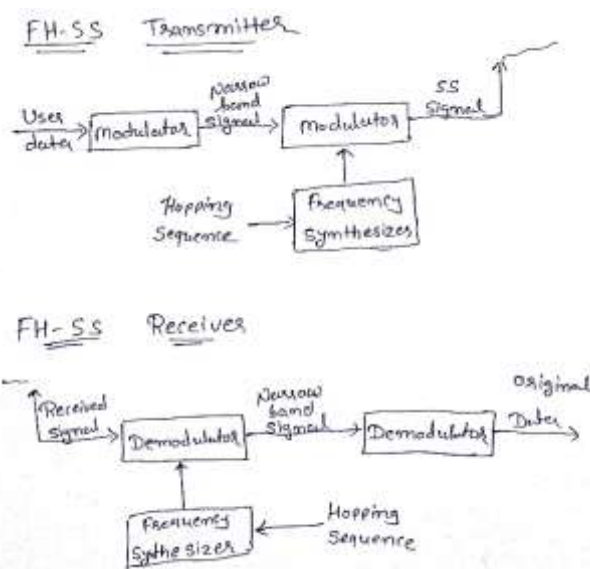 FH-SS Transmitter
User
data
Modulator
Narrow
band
Signal
Modulator
SS
Signal
Hopping
Sequence
Frequency
Synthesizer
FH-SS Receiver
Received
Signal
Demodulator
Narrow
band
Signal
Demodulator
Original
Data
Frequency
Sythesizer
Hopping
Sequence